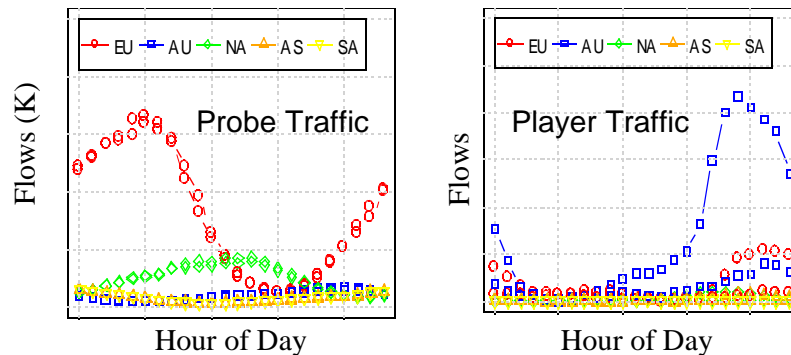 EU AU NA AS SA
Probe Traffic
Flows (K)
Hour of Day
EU AU NA AS SA
Player Traffic
Flows
Hour of Day